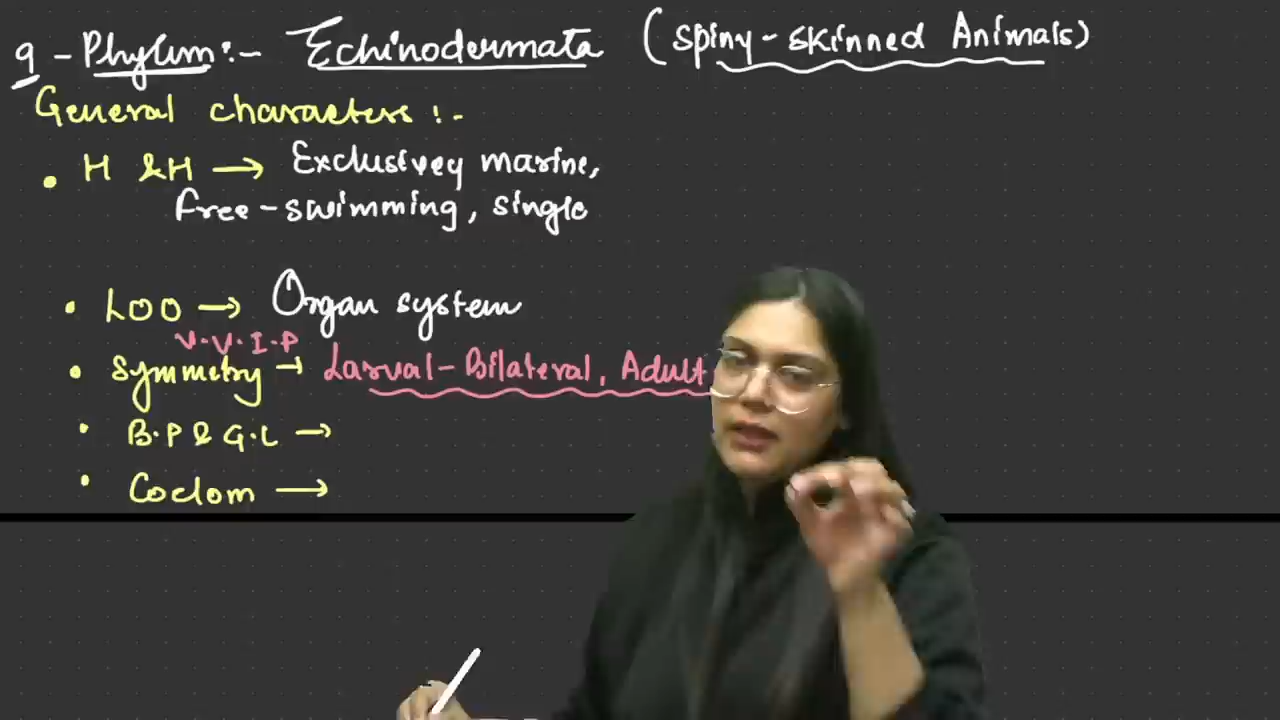 9 - Phylum :- Echinodermata (spiny-skinned Animals)
General characters :-
• H & H → Exclusivey marine,
free-swimming, single
• LOO → Organ system
V.V.I.P
• Symmetry → Larval-Bilateral, Adult
• B.P & G.L →
• Coelom →